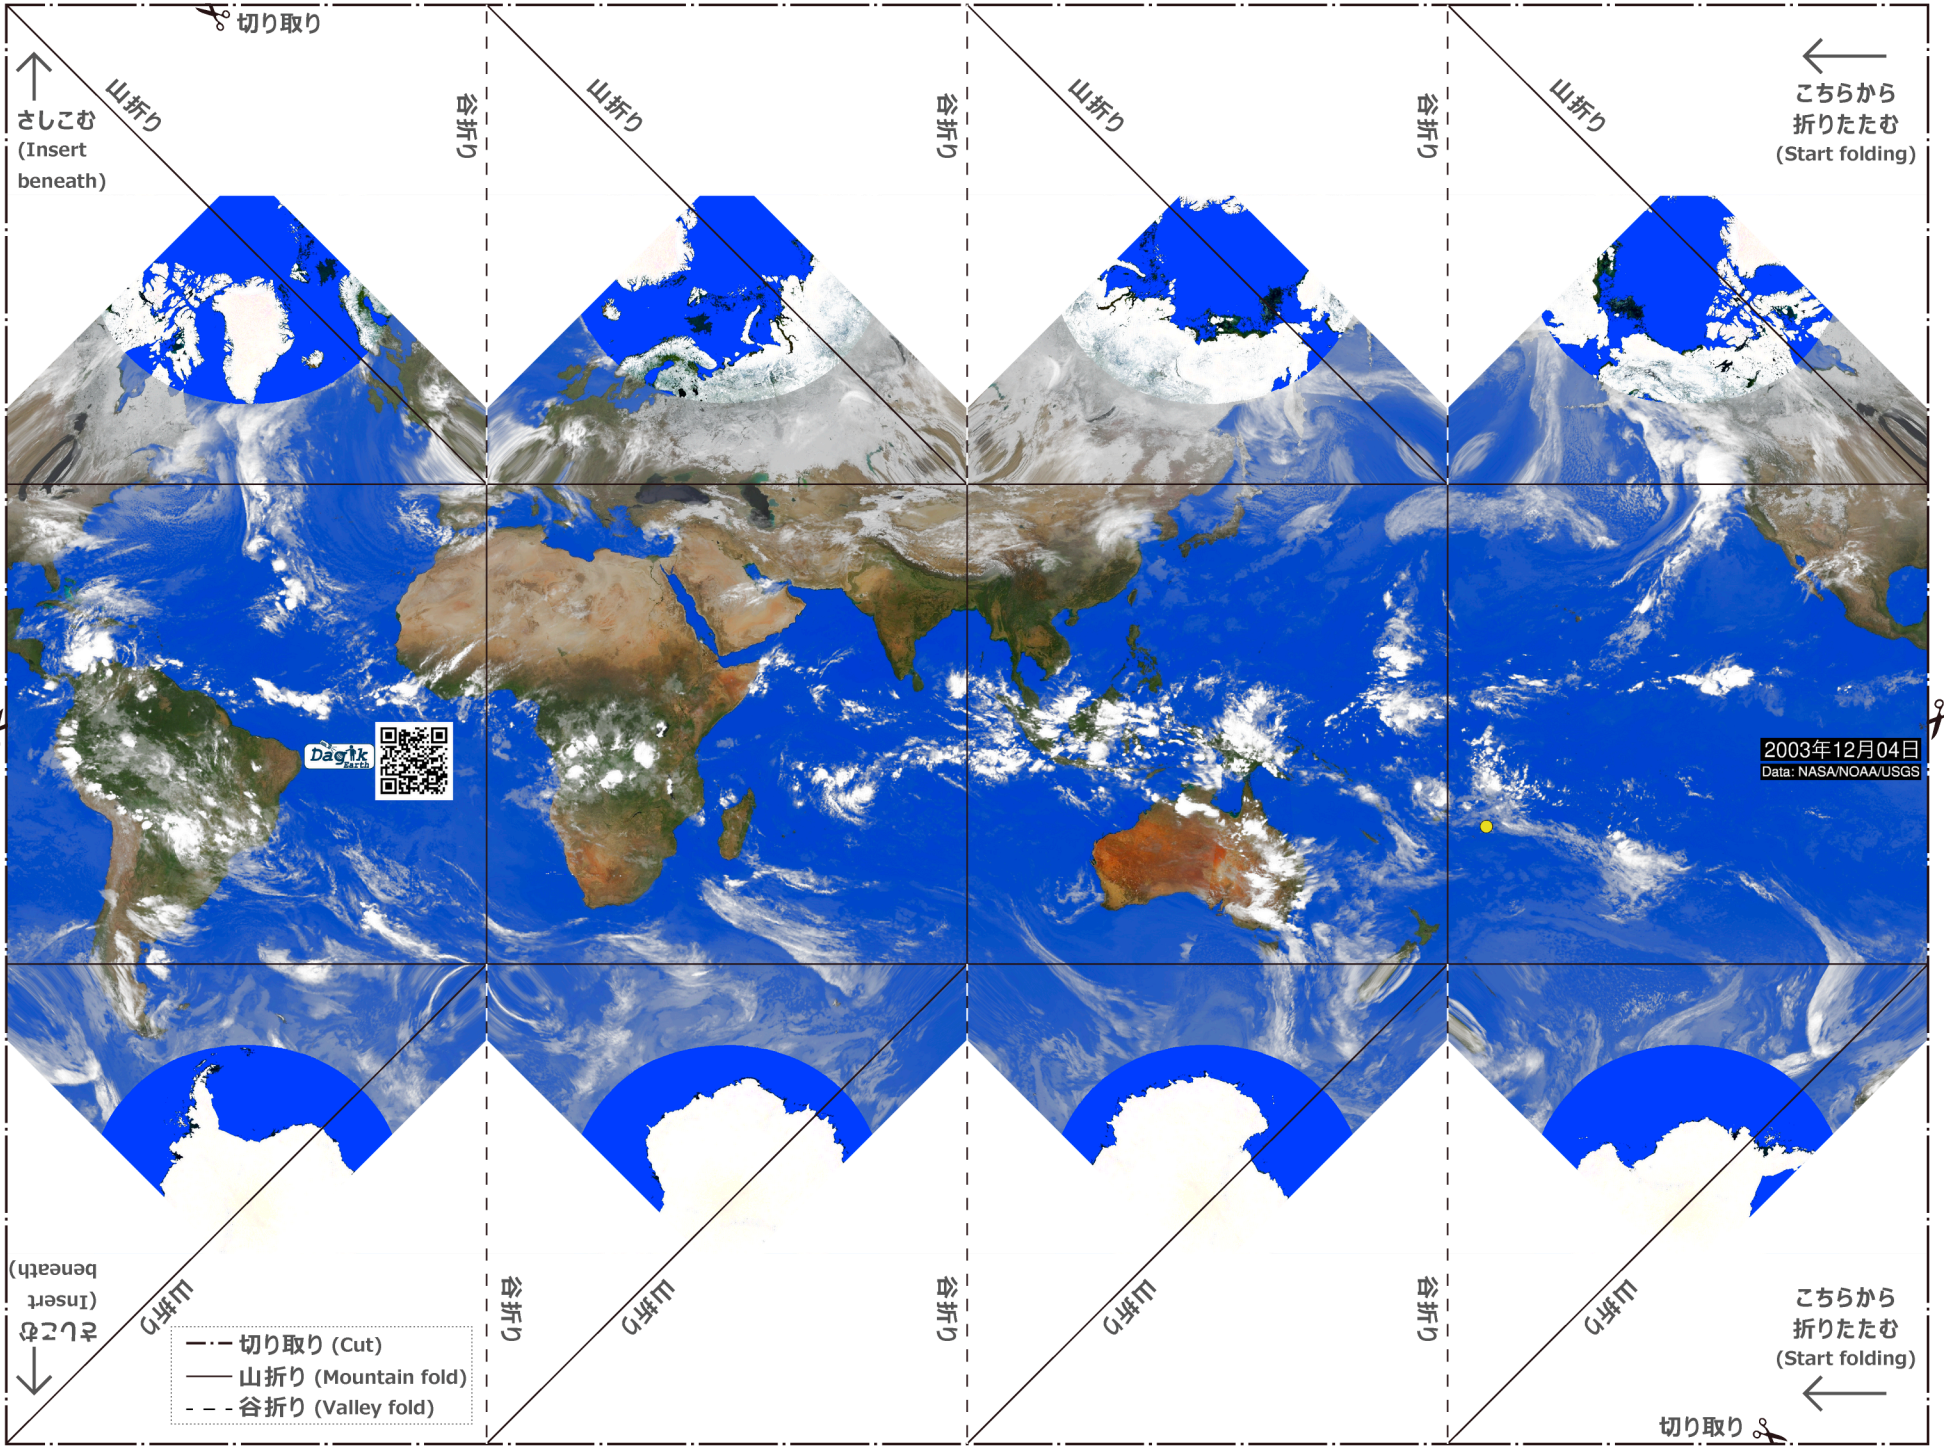 切り取り
山折り
谷折り
山折り
谷折り
山折り
谷折り
山折り
さしこむ
(Insert
beneath)
こちらから
折りたたむ
(Start folding)
Dagik
Earth
2003年12月04日
Data: NASA/NOAA/USGS
さしこむ
(Insert
beneath)
山折り
谷折り
山折り
谷折り
山折り
谷折り
山折り
こちらから
折りたたむ
(Start folding)
切り取り (Cut)
山折り (Mountain fold)
谷折り (Valley fold)
切り取り